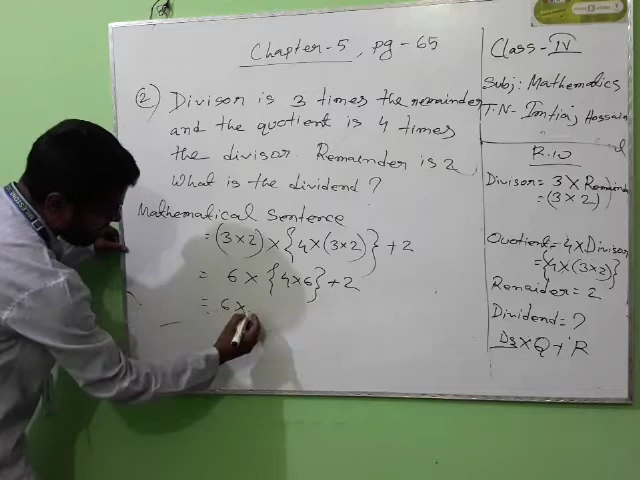 Chapter-5, pg-65
② Divisor is 3 times the remainder
and the quotient is 4 times
the divisor. Remainder is 2,
What is the dividend ?
Mathematical Sentence
= (3×2) × {4×(3×2)} + 2
= 6 × {4×6} + 2
= 6×
Class - IV
Subj: Mathematics
T.N- Imtiaj Hossain
R.W
Divisor = 3 × Remaind
= (3×2)
Quotient = 4×Divisor
= {4×(3×2)}
Remaider = 2
Dividend = ?
Ds × Q + R